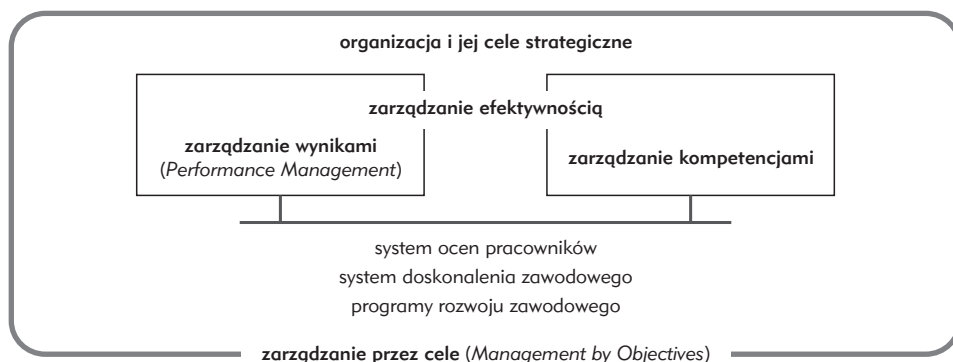 organizacja i jej cele strategiczne
zarządzanie efektywnością
zarządzanie wynikami
(Performance Management)
zarządzanie kompetencjami
system ocen pracowników
system doskonalenia zawodowego
programy rozwoju zawodowego
zarządzanie przez cele (Management by Objectives)